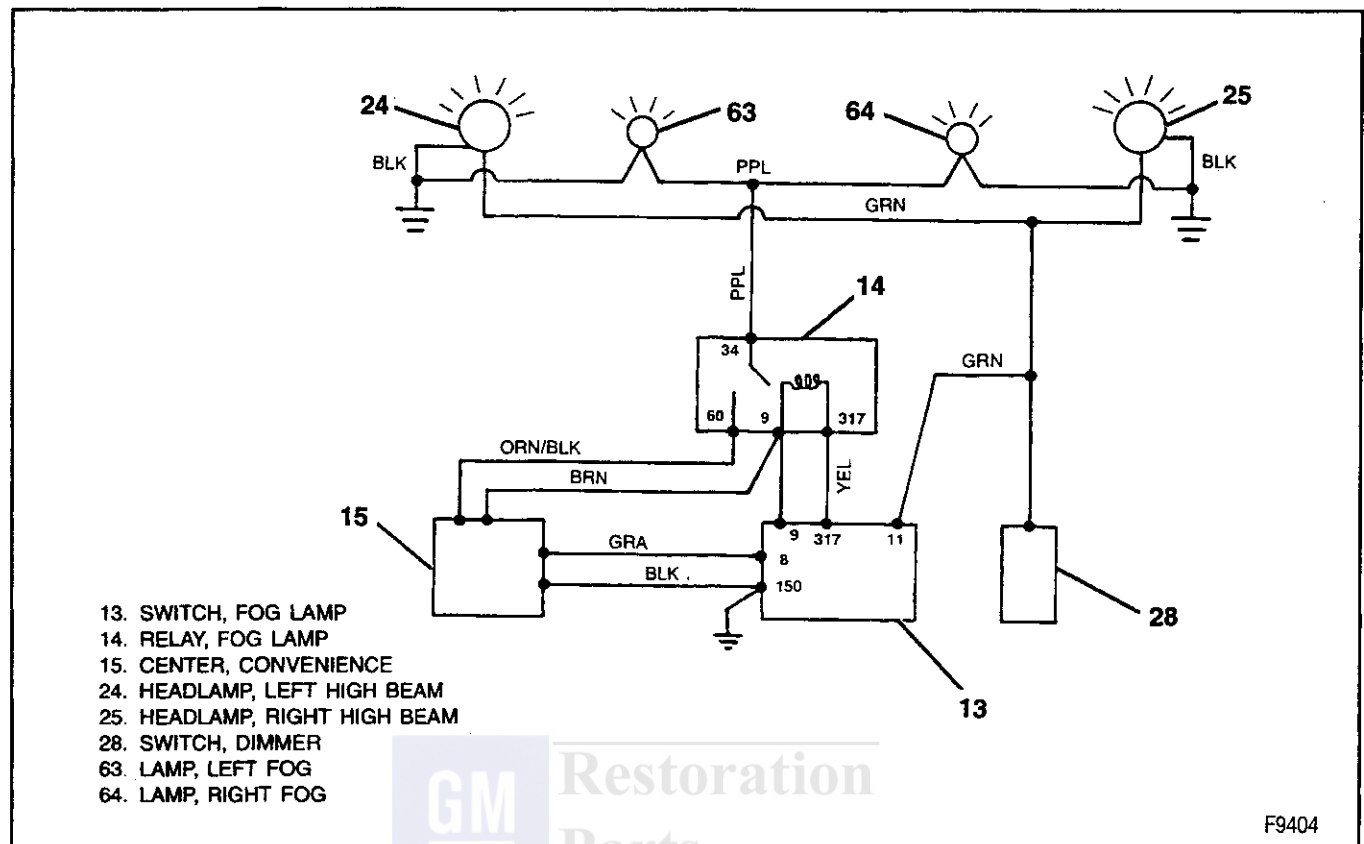 24
63
64
25
BLK
PPL
BLK
GRN
PPL
14
34
GRN
60 9 317
ORN/BLK
BRN
YEL
15
9 317 11
GRA
8
BLK
150
28
13
13. SWITCH, FOG LAMP
14. RELAY, FOG LAMP
15. CENTER, CONVENIENCE
24. HEADLAMP, LEFT HIGH BEAM
25. HEADLAMP, RIGHT HIGH BEAM
28. SWITCH, DIMMER
63. LAMP, LEFT FOG
64. LAMP, RIGHT FOG
GM
Restoration
Parts
F9404